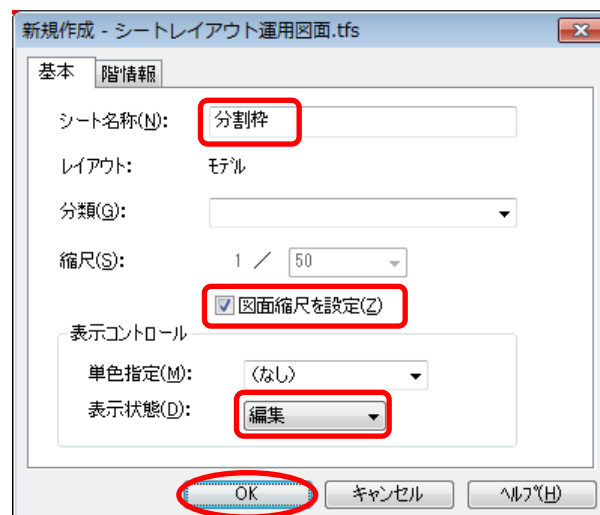 新規作成 - シートレイアウト運用図面.tfs
基本 階情報
シート名称(N): 分割枠
レイアウト: ﾓﾃﾞﾙ
分類(G):
縮尺(S): 1 ／ 50
図面縮尺を設定(Z)
表示ｺﾝﾄﾛｰﾙ
単色指定(M): (なし)
表示状態(D): 編集
OK キャンセル ﾍﾙﾌﾟ(H)